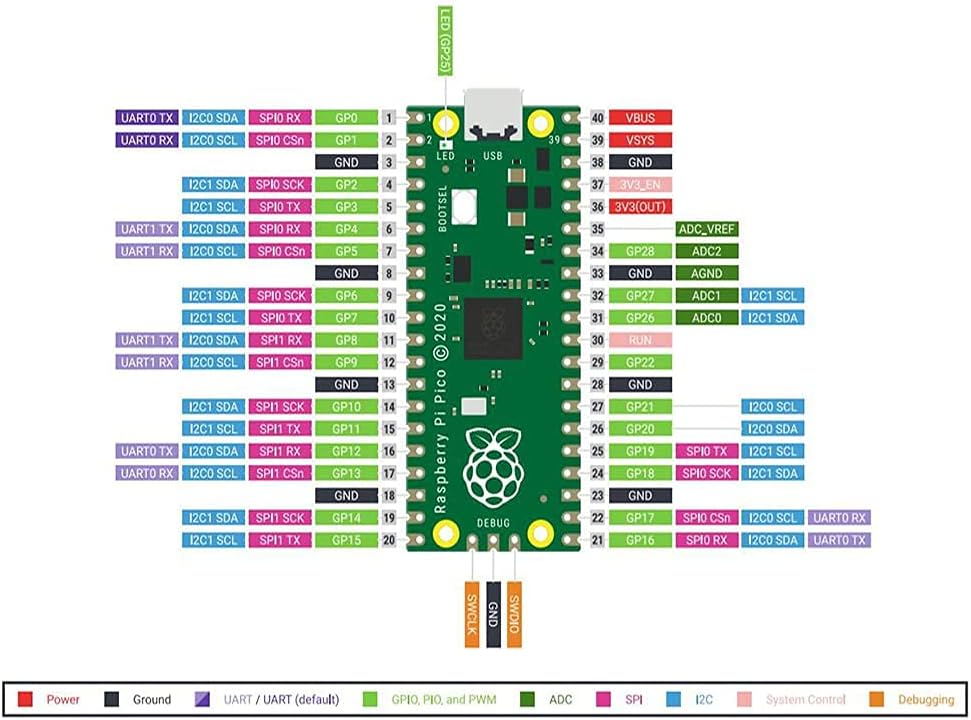 LED (GP25)
UART0 TX I2C0 SDA SPI0 RX GP0 1 1 40 VBUS
UART0 RX I2C0 SCL SPI0 CSn GP1 2 2 39 39 VSYS
LED USB
GND 3 38 GND
I2C1 SDA SPI0 SCK GP2 4 37 3V3_EN
BOOTSEL
I2C1 SCL SPI0 TX GP3 5 36 3V3(OUT)
UART1 TX I2C0 SDA SPI0 RX GP4 6 35 ADC_VREF
UART1 RX I2C0 SCL SPI0 CSn GP5 7 34 GP28 ADC2
GND 8 33 GND AGND
I2C1 SDA SPI0 SCK GP6 9 32 GP27 ADC1 I2C1 SCL
I2C1 SCL SPI0 TX GP7 10 31 GP26 ADC0 I2C1 SDA
UART1 TX I2C0 SDA SPI1 RX GP8 11 30 RUN
UART1 RX I2C0 SCL SPI1 CSn GP9 12 29 GP22
GND 13 28 GND
I2C1 SDA SPI1 SCK GP10 14 27 GP21 I2C0 SCL
I2C1 SCL SPI1 TX GP11 15 26 GP20 I2C0 SDA
UART0 TX I2C0 SDA SPI1 RX GP12 16 25 GP19 SPI0 TX I2C1 SCL
UART0 RX I2C0 SCL SPI1 CSn GP13 17 24 GP18 SPI0 SCK I2C1 SDA
GND 18 23 GND
I2C1 SDA SPI1 SCK GP14 19 22 GP17 SPI0 CSn I2C0 SCL UART0 RX
I2C1 SCL SPI1 TX GP15 20 21 GP16 SPI0 RX I2C0 SDA UART0 TX
Raspberry Pi Pico © 2020
DEBUG
SWCLK
GND
SWDIO
Power Ground UART / UART (default) GPIO, PIO, and PWM ADC SPI I2C System Control Debugging